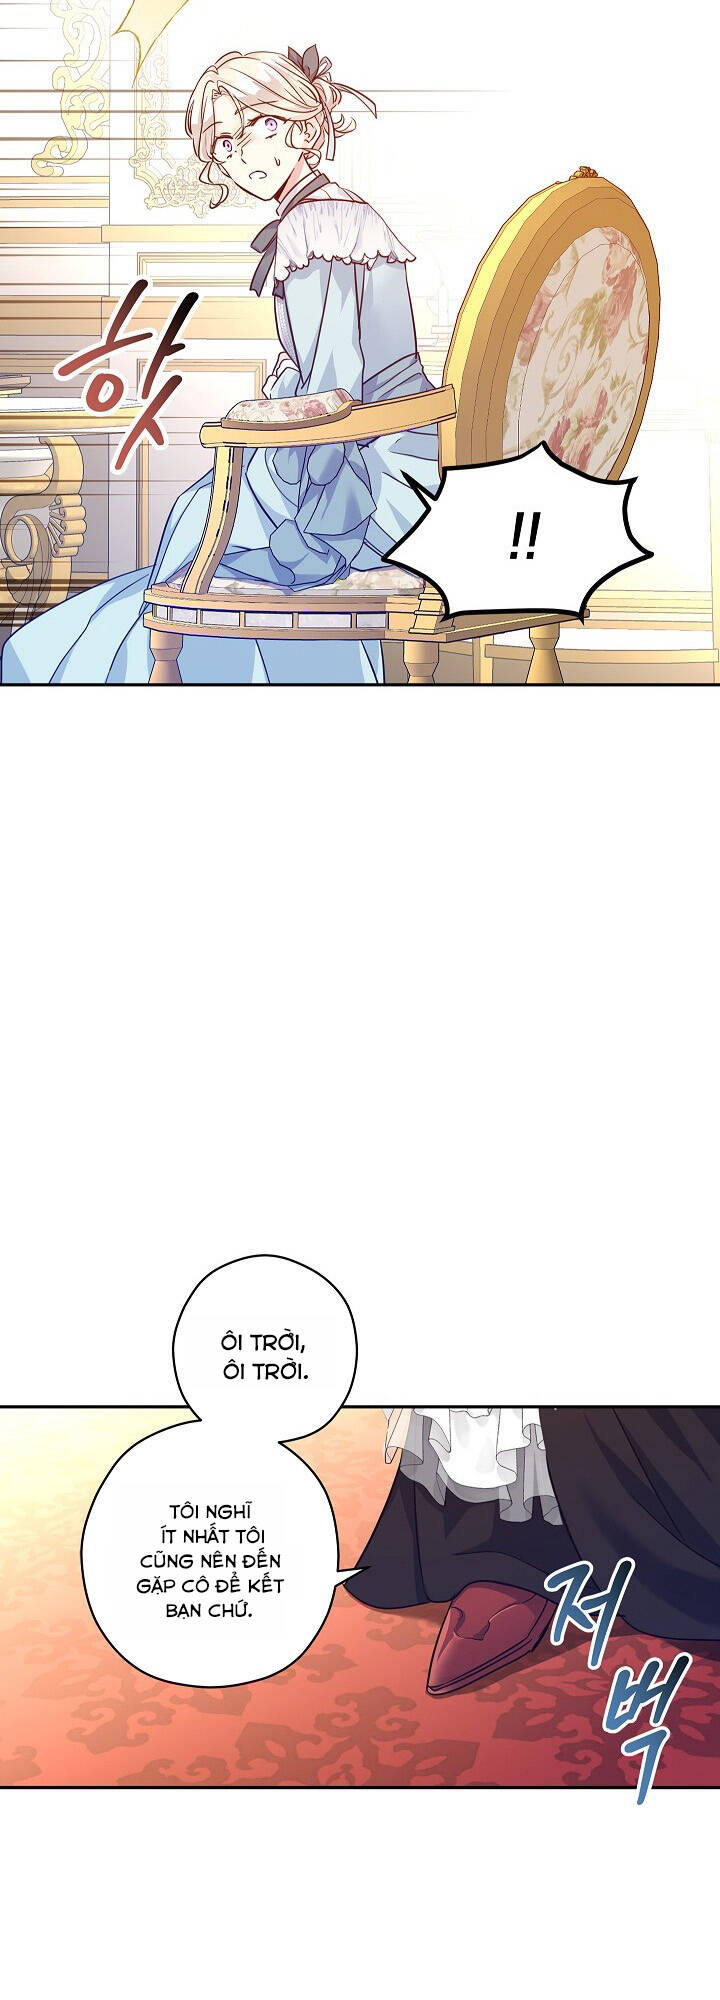 핫
!!
ÔI TRỜI,
ÔI TRỜI.
TÔI NGHĨ
ÍT NHẤT TÔI
CŨNG NÊN ĐẾN
GẶP CÔ ĐỂ KẾT
BẠN CHỨ.
저
벅